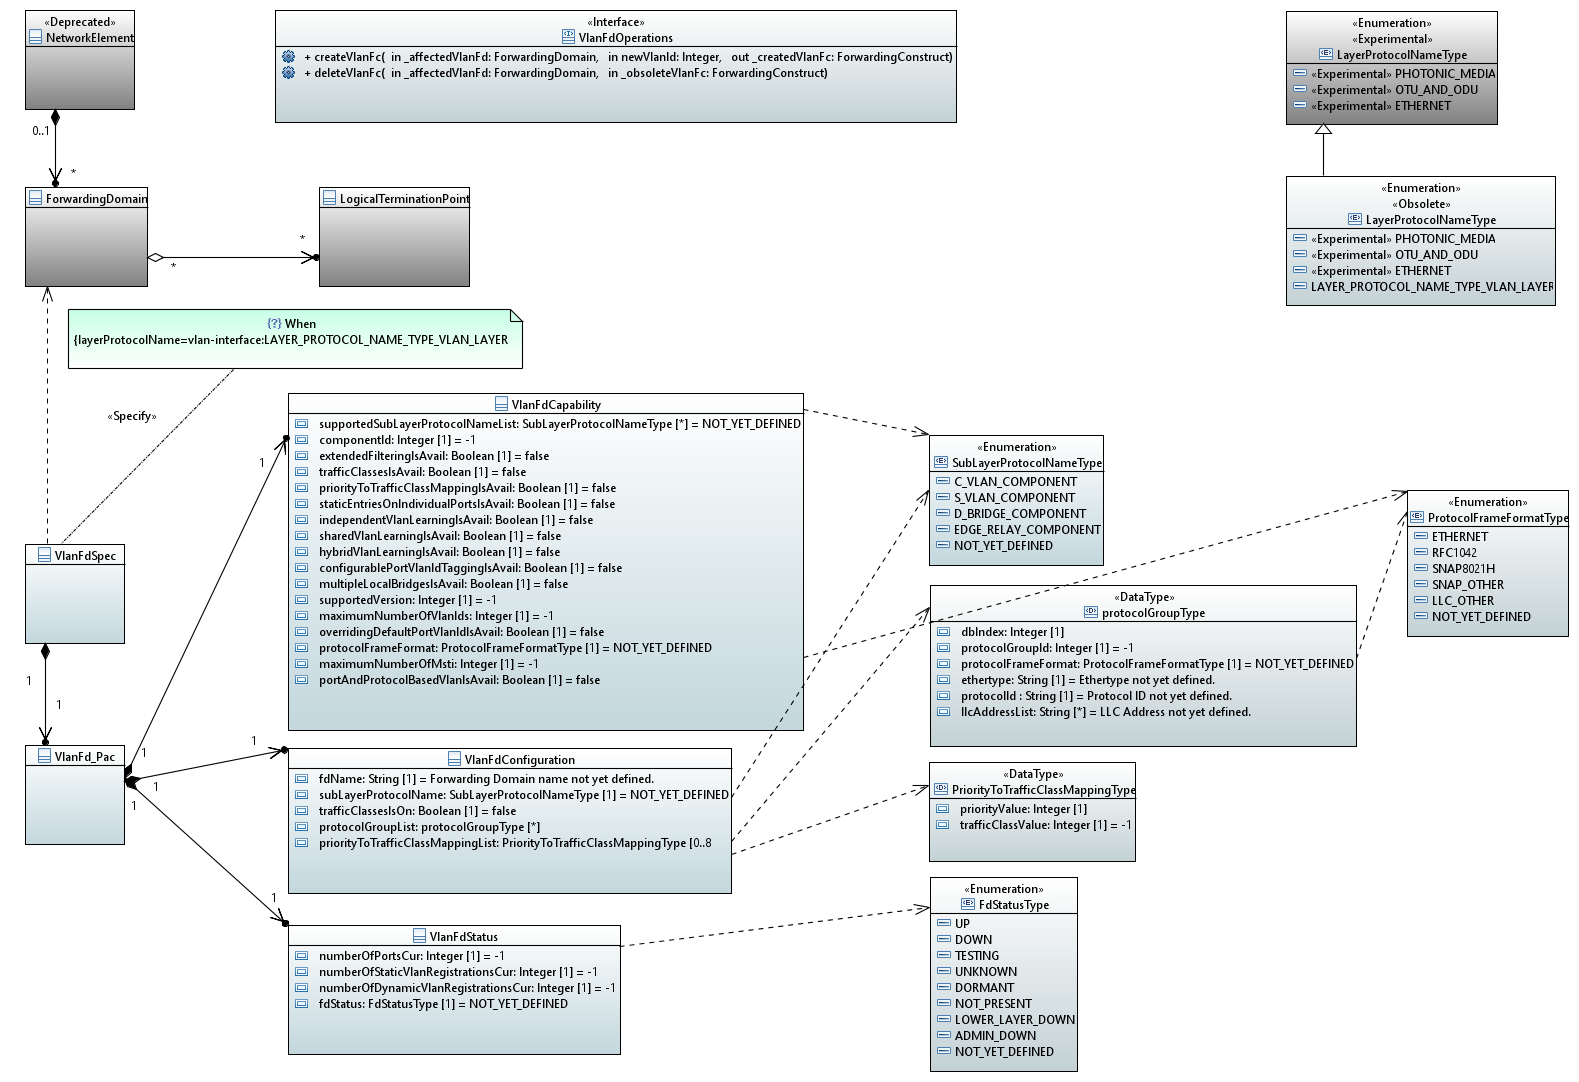 «Deprecated»
NetworkElement
0..1
*
ForwardingDomain
*
*
LogicalTerminationPoint
«Interface»
VlanFdOperations
+ createVlanFc( in _affectedVlanFd: ForwardingDomain, in newVlanId: Integer, out _createdVlanFc: ForwardingConstruct)
+ deleteVlanFc( in _affectedVlanFd: ForwardingDomain, in _obsoleteVlanFc: ForwardingConstruct)
«Enumeration»
«Experimental»
LayerProtocolNameType
«Experimental» PHOTONIC_MEDIA
«Experimental» OTU_AND_ODU
«Experimental» ETHERNET
«Enumeration»
«Obsolete»
LayerProtocolNameType
«Experimental» PHOTONIC_MEDIA
«Experimental» OTU_AND_ODU
«Experimental» ETHERNET
LAYER_PROTOCOL_NAME_TYPE_VLAN_LAYER
{?} When
{layerProtocolName=vlan-interface:LAYER_PROTOCOL_NAME_TYPE_VLAN_LAYER
«Specify»
VlanFdSpec
1
1
VlanFd_Pac
1
1
1
1
1
1
VlanFdCapability
supportedSubLayerProtocolNameList: SubLayerProtocolNameType [*] = NOT_YET_DEFINED
componentId: Integer [1] = -1
extendedFilteringIsAvail: Boolean [1] = false
trafficClassesIsAvail: Boolean [1] = false
priorityToTrafficClassMappingIsAvail: Boolean [1] = false
staticEntriesOnIndividualPortsIsAvail: Boolean [1] = false
independentVlanLearningIsAvail: Boolean [1] = false
sharedVlanLearningIsAvail: Boolean [1] = false
hybridVlanLearningIsAvail: Boolean [1] = false
configurablePortVlanIdTaggingIsAvail: Boolean [1] = false
multipleLocalBridgesIsAvail: Boolean [1] = false
supportedVersion: Integer [1] = -1
maximumNumberOfVlanIds: Integer [1] = -1
overridingDefaultPortVlanIdIsAvail: Boolean [1] = false
protocolFrameFormat: ProtocolFrameFormatType [1] = NOT_YET_DEFINED
maximumNumberOfMsti: Integer [1] = -1
portAndProtocolBasedVlanIsAvail: Boolean [1] = false
VlanFdConfiguration
fdName: String [1] = Forwarding Domain name not yet defined.
subLayerProtocolName: SubLayerProtocolNameType [1] = NOT_YET_DEFINED
trafficClassesIsOn: Boolean [1] = false
protocolGroupList: protocolGroupType [*]
priorityToTrafficClassMappingList: PriorityToTrafficClassMappingType [0..8
VlanFdStatus
numberOfPortsCur: Integer [1] = -1
numberOfStaticVlanRegistrationsCur: Integer [1] = -1
numberOfDynamicVlanRegistrationsCur: Integer [1] = -1
fdStatus: FdStatusType [1] = NOT_YET_DEFINED
«Enumeration»
SubLayerProtocolNameType
C_VLAN_COMPONENT
S_VLAN_COMPONENT
D_BRIDGE_COMPONENT
EDGE_RELAY_COMPONENT
NOT_YET_DEFINED
«Enumeration»
ProtocolFrameFormatType
ETHERNET
RFC1042
SNAP8021H
SNAP_OTHER
LLC_OTHER
NOT_YET_DEFINED
«DataType»
protocolGroupType
dbIndex: Integer [1]
protocolGroupId: Integer [1] = -1
protocolFrameFormat: ProtocolFrameFormatType [1] = NOT_YET_DEFINED
ethertype: String [1] = Ethertype not yet defined.
protocolId : String [1] = Protocol ID not yet defined.
llcAddressList: String [*] = LLC Address not yet defined.
«DataType»
PriorityToTrafficClassMappingType
priorityValue: Integer [1]
trafficClassValue: Integer [1] = -1
«Enumeration»
FdStatusType
UP
DOWN
TESTING
UNKNOWN
DORMANT
NOT_PRESENT
LOWER_LAYER_DOWN
ADMIN_DOWN
NOT_YET_DEFINED